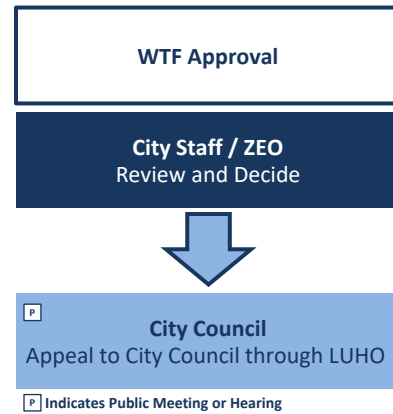 WTF Approval
City Staff / ZEO
Review and Decide
P
City Council
Appeal to City Council through LUHO
P Indicates Public Meeting or Hearing